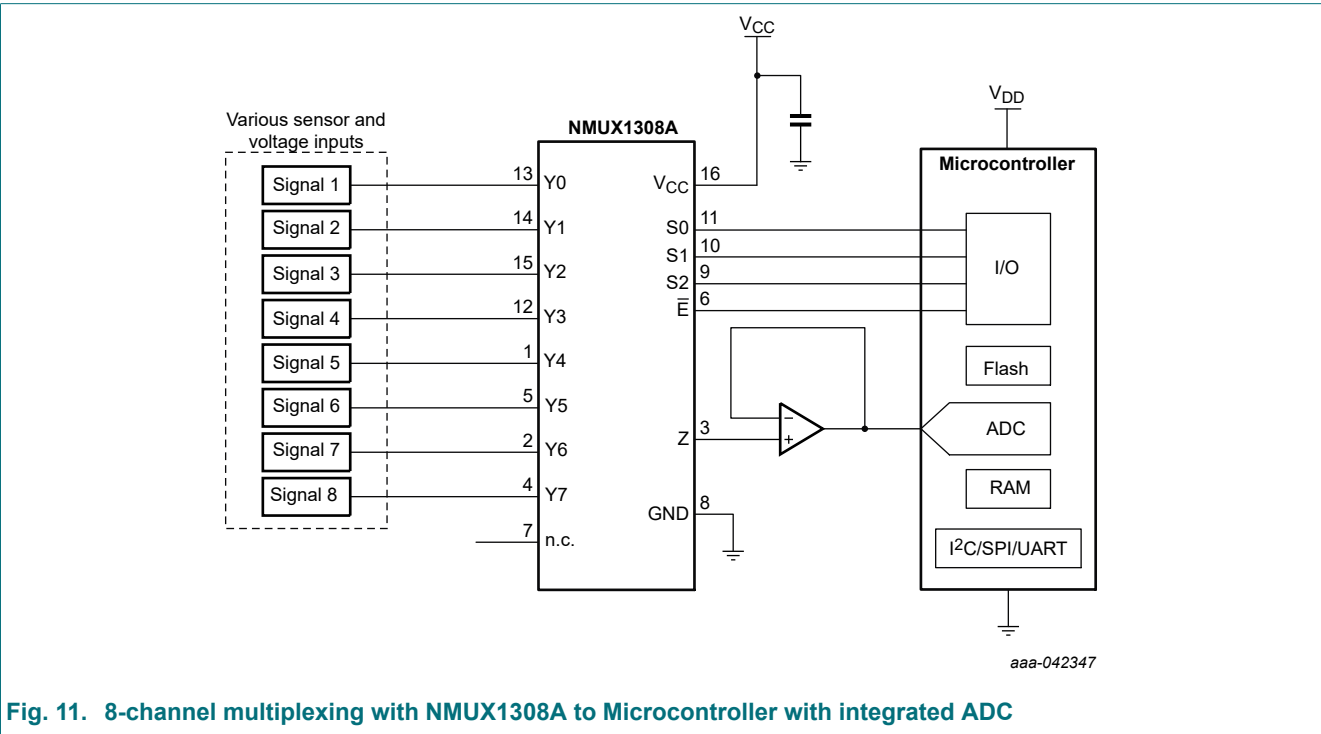 VCC
VDD
Various sensor and
voltage inputs
NMUX1308A
Microcontroller
Signal 1
13 Y0
Signal 2
14 Y1
Signal 3
15 Y2
Signal 4
12 Y3
Signal 5
1 Y4
Signal 6
5 Y5
Signal 7
2 Y6
Signal 8
4 Y7
7 n.c.
VCC 16
S0 11
S1 10
S2 9
E̅ 6
Z 3
GND 8
−
+
I/O
Flash
ADC
RAM
I2C/SPI/UART
aaa-042347
Fig. 11. 8-channel multiplexing with NMUX1308A to Microcontroller with integrated ADC